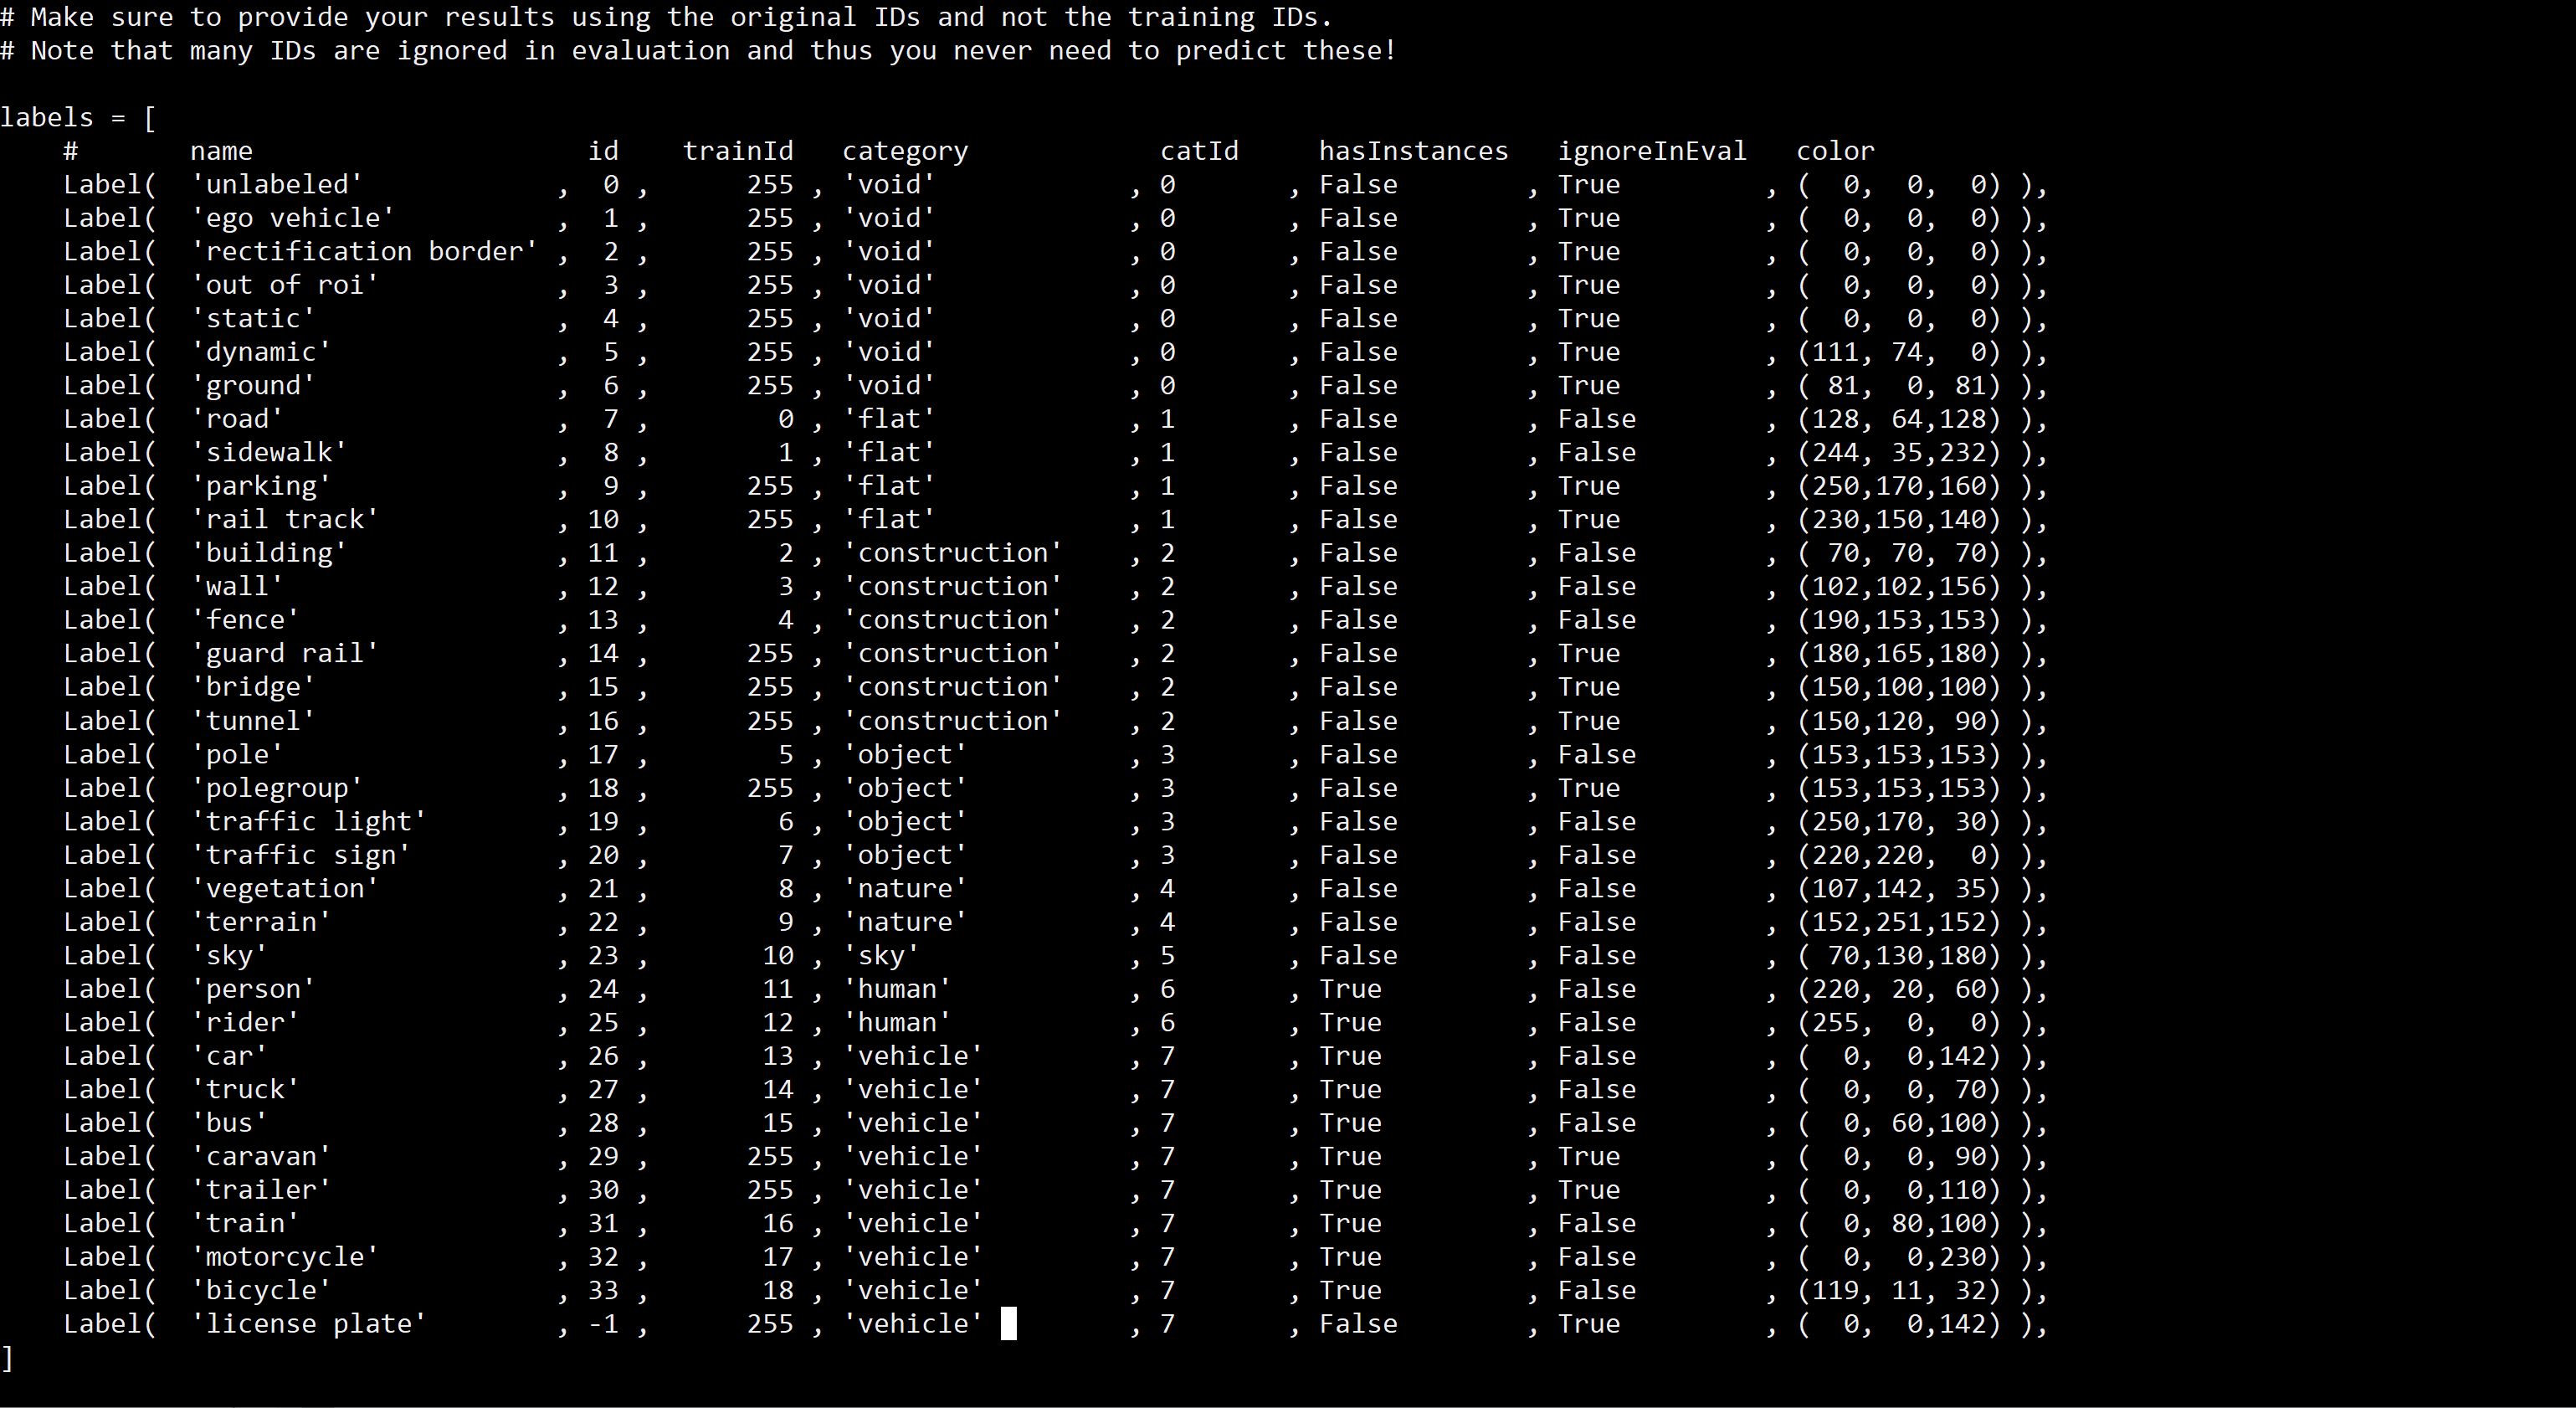 # Make sure to provide your results using the original IDs and not the training IDs.
# Note that many IDs are ignored in evaluation and thus you never need to predict these!
labels = [
    #       name                     id    trainId   category            catId     hasInstances   ignoreInEval   color
    Label(  'unlabeled'            ,  0 ,      255 , 'void'            , 0       , False        , True         , (  0,  0,  0) ),
    Label(  'ego vehicle'          ,  1 ,      255 , 'void'            , 0       , False        , True         , (  0,  0,  0) ),
    Label(  'rectification border' ,  2 ,      255 , 'void'            , 0       , False        , True         , (  0,  0,  0) ),
    Label(  'out of roi'           ,  3 ,      255 , 'void'            , 0       , False        , True         , (  0,  0,  0) ),
    Label(  'static'               ,  4 ,      255 , 'void'            , 0       , False        , True         , (  0,  0,  0) ),
    Label(  'dynamic'              ,  5 ,      255 , 'void'            , 0       , False        , True         , (111, 74,  0) ),
    Label(  'ground'               ,  6 ,      255 , 'void'            , 0       , False        , True         , ( 81,  0, 81) ),
    Label(  'road'                 ,  7 ,        0 , 'flat'            , 1       , False        , False        , (128, 64,128) ),
    Label(  'sidewalk'             ,  8 ,        1 , 'flat'            , 1       , False        , False        , (244, 35,232) ),
    Label(  'parking'              ,  9 ,      255 , 'flat'            , 1       , False        , True         , (250,170,160) ),
    Label(  'rail track'           , 10 ,      255 , 'flat'            , 1       , False        , True         , (230,150,140) ),
    Label(  'building'             , 11 ,        2 , 'construction'    , 2       , False        , False        , ( 70, 70, 70) ),
    Label(  'wall'                 , 12 ,        3 , 'construction'    , 2       , False        , False        , (102,102,156) ),
    Label(  'fence'                , 13 ,        4 , 'construction'    , 2       , False        , False        , (190,153,153) ),
    Label(  'guard rail'           , 14 ,      255 , 'construction'    , 2       , False        , True         , (180,165,180) ),
    Label(  'bridge'               , 15 ,      255 , 'construction'    , 2       , False        , True         , (150,100,100) ),
    Label(  'tunnel'               , 16 ,      255 , 'construction'    , 2       , False        , True         , (150,120, 90) ),
    Label(  'pole'                 , 17 ,        5 , 'object'          , 3       , False        , False        , (153,153,153) ),
    Label(  'polegroup'            , 18 ,      255 , 'object'          , 3       , False        , True         , (153,153,153) ),
    Label(  'traffic light'        , 19 ,        6 , 'object'          , 3       , False        , False        , (250,170, 30) ),
    Label(  'traffic sign'         , 20 ,        7 , 'object'          , 3       , False        , False        , (220,220,  0) ),
    Label(  'vegetation'           , 21 ,        8 , 'nature'          , 4       , False        , False        , (107,142, 35) ),
    Label(  'terrain'              , 22 ,        9 , 'nature'          , 4       , False        , False        , (152,251,152) ),
    Label(  'sky'                  , 23 ,       10 , 'sky'             , 5       , False        , False        , ( 70,130,180) ),
    Label(  'person'               , 24 ,       11 , 'human'           , 6       , True         , False        , (220, 20, 60) ),
    Label(  'rider'                , 25 ,       12 , 'human'           , 6       , True         , False        , (255,  0,  0) ),
    Label(  'car'                  , 26 ,       13 , 'vehicle'         , 7       , True         , False        , (  0,  0,142) ),
    Label(  'truck'                , 27 ,       14 , 'vehicle'         , 7       , True         , False        , (  0,  0, 70) ),
    Label(  'bus'                  , 28 ,       15 , 'vehicle'         , 7       , True         , False        , (  0, 60,100) ),
    Label(  'caravan'              , 29 ,      255 , 'vehicle'         , 7       , True         , True         , (  0,  0, 90) ),
    Label(  'trailer'              , 30 ,      255 , 'vehicle'         , 7       , True         , True         , (  0,  0,110) ),
    Label(  'train'                , 31 ,       16 , 'vehicle'         , 7       , True         , False        , (  0, 80,100) ),
    Label(  'motorcycle'           , 32 ,       17 , 'vehicle'         , 7       , True         , False        , (  0,  0,230) ),
    Label(  'bicycle'              , 33 ,       18 , 'vehicle'         , 7       , True         , False        , (119, 11, 32) ),
    Label(  'license plate'        , -1 ,      255 , 'vehicle'         , 7       , False        , True         , (  0,  0,142) ),
]